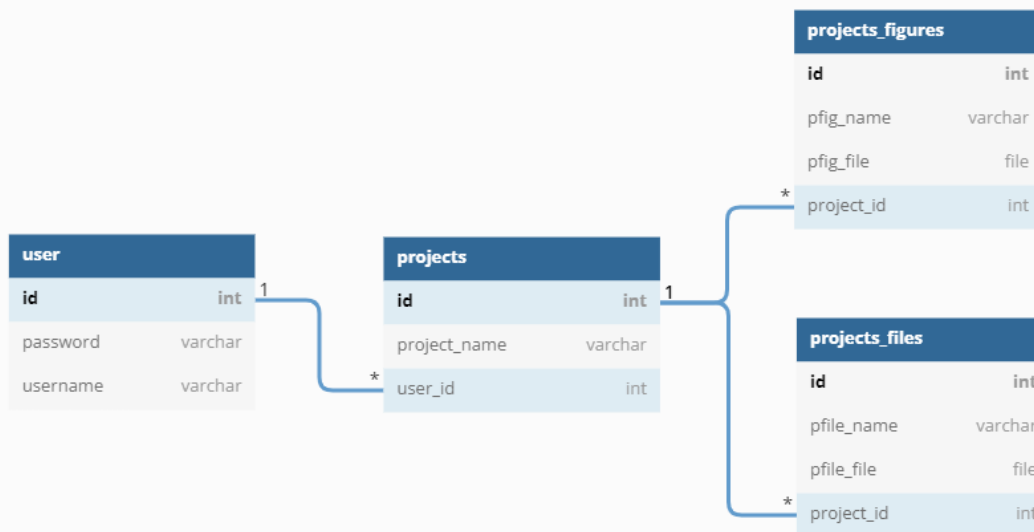 user
id int
password varchar
username varchar
1
*
projects
id int
project_name varchar
user_id int
1
*
projects_figures
id int
pfig_name varchar
pfig_file file
project_id int
*
projects_files
id int
pfile_name varchar
pfile_file file
project_id int